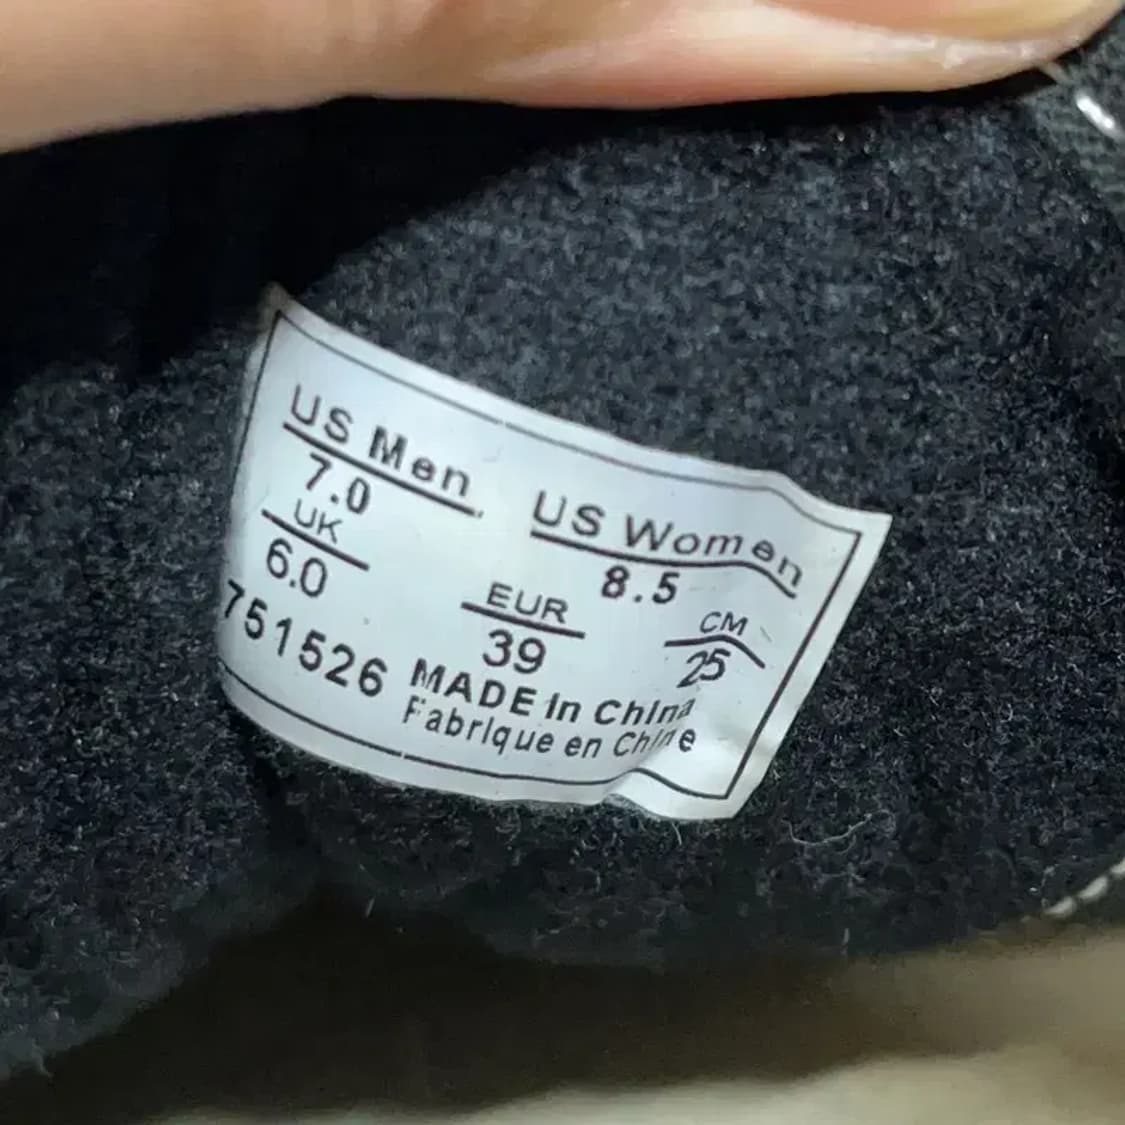 US Men
7.0
US Women
8.5
UK
6.0
EUR
39
CM
25
751526
MADE In China
Fabrique en Chine